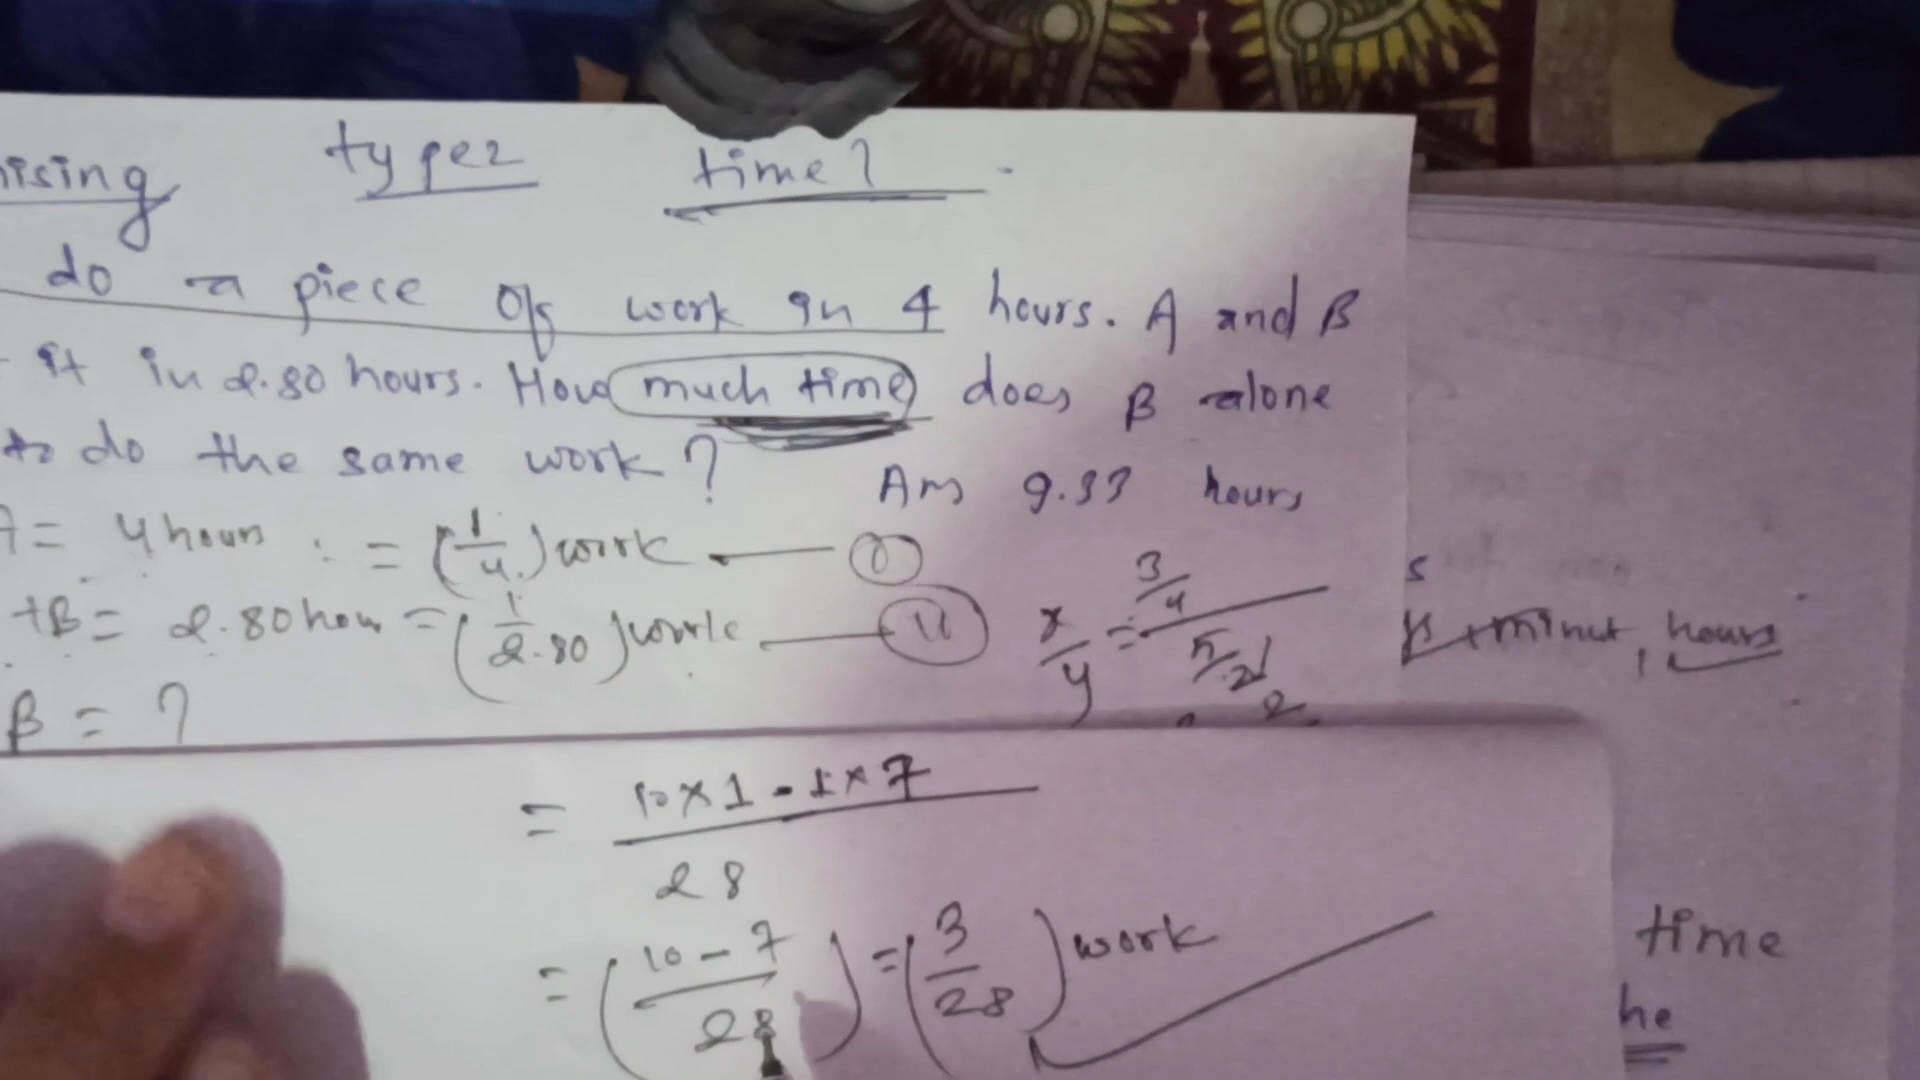 ising type2 time?
do a piece of work in 4 hours. A and B
it in 2.80 hours. How much time does B alone
to do the same work? Ans 9.33 hours
A = 4 hours = (1/4) work
+B = 2.80 hour = (1/2.80) work — (11)
x/y = 3/4
minut, hours
B = ?
= 10×1 - 1×7 / 28
= (10-7 / 28) = (3/28) work
time
he